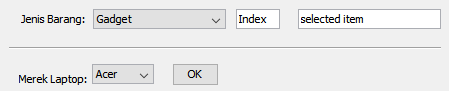 Jenis Barang: Gadget Index selected item
Merek Laptop: Acer OK